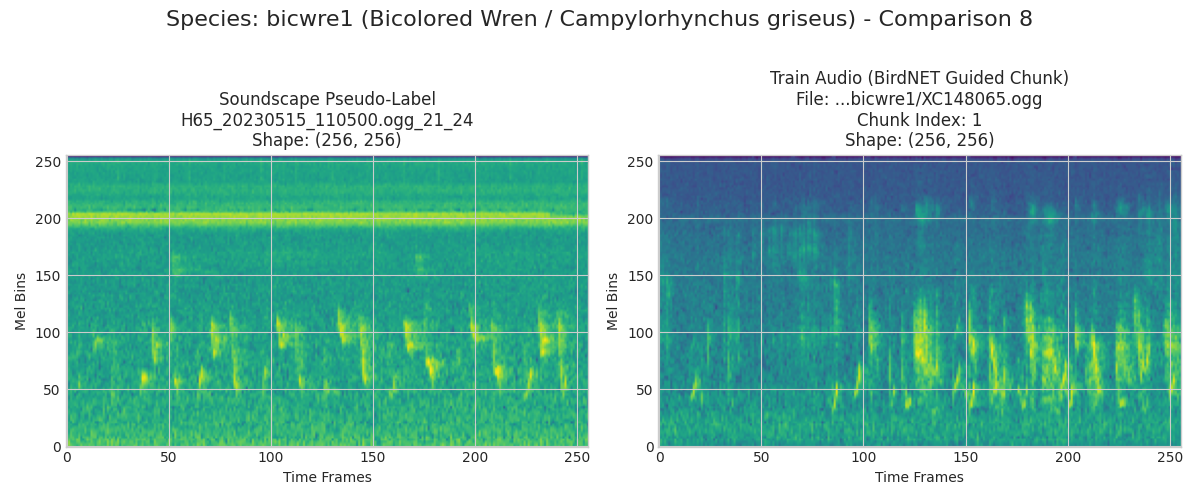 Species: bicwre1 (Bicolored Wren / Campylorhynchus griseus) - Comparison 8
Soundscape Pseudo-Label
H65_20230515_110500.ogg_21_24
Shape: (256, 256)
Train Audio (BirdNET Guided Chunk)
File: ...bicwre1/XC148065.ogg
Chunk Index: 1
Shape: (256, 256)
Mel Bins
250
200
150
100
50
0
0 50 100 150 200 250
Time Frames
Mel Bins
250
200
150
100
50
0
0 50 100 150 200 250
Time Frames